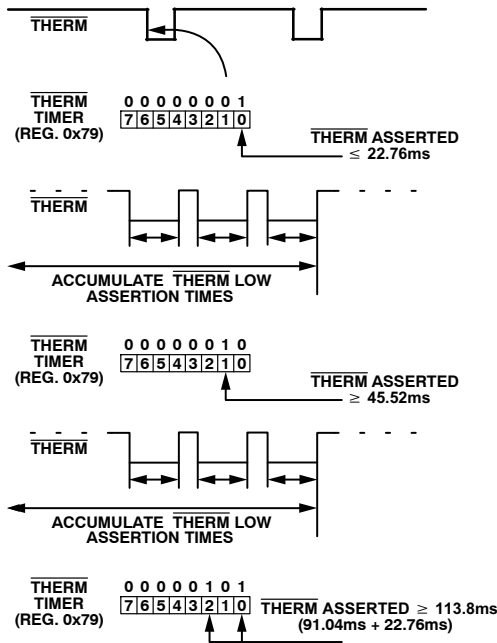 THERM
THERM
TIMER
(REG. 0x79)
0 0 0 0 0 0 0 1
7 6 5 4 3 2 1 0
THERM ASSERTED
≤ 22.76ms
THERM
ACCUMULATE THERM LOW
ASSERTION TIMES
THERM
TIMER
(REG. 0x79)
0 0 0 0 0 0 1 0
7 6 5 4 3 2 1 0
THERM ASSERTED
≥ 45.52ms
THERM
ACCUMULATE THERM LOW
ASSERTION TIMES
THERM
TIMER
(REG. 0x79)
0 0 0 0 0 1 0 1
7 6 5 4 3 2 1 0
THERM ASSERTED ≥ 113.8ms
(91.04ms + 22.76ms)